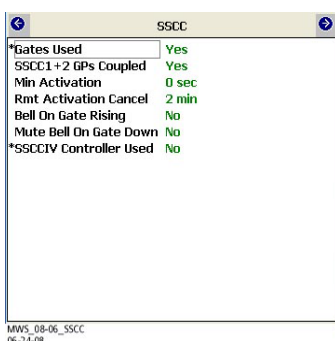 SSCC
*Gates Used Yes
SSCC1+2 GPs Coupled Yes
Min Activation 0 sec
Rmt Activation Cancel 2 min
Bell On Gate Rising No
Mute Bell On Gate Down No
*SSCCIV Controller Used No
MWS_08-06_SSCC
06-24-08